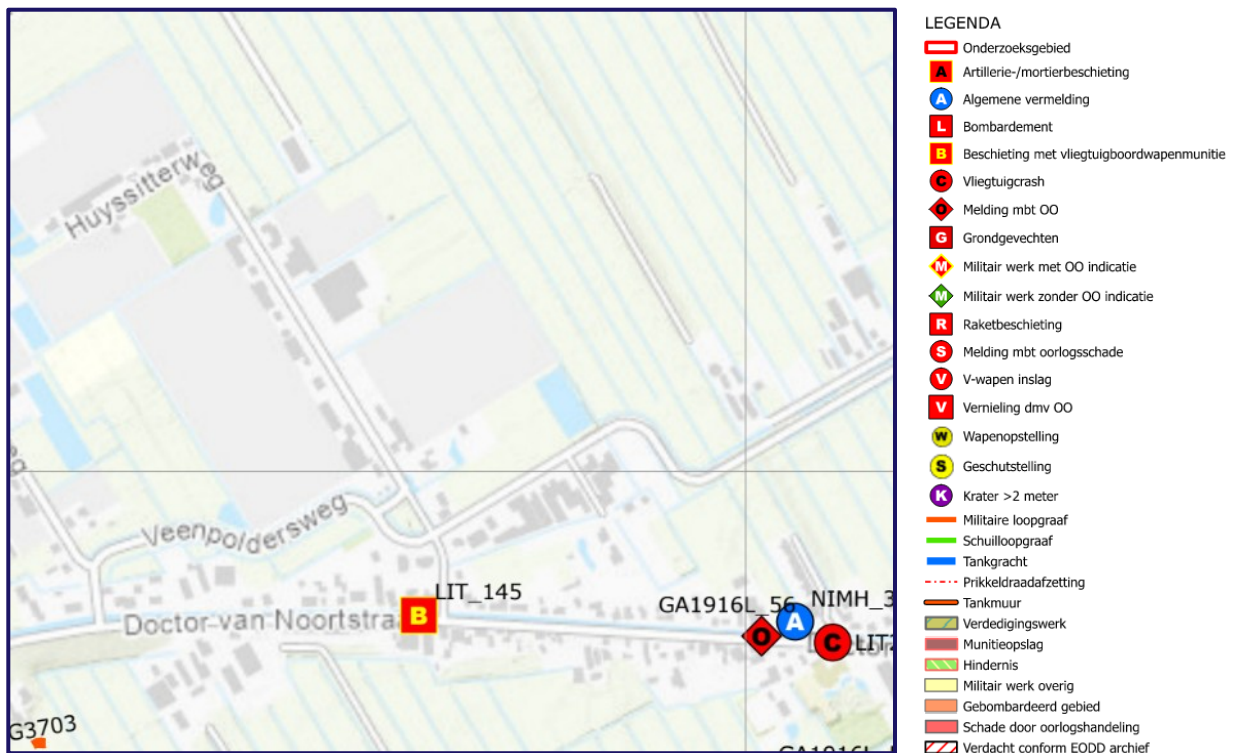 Huyssitterweg
eg
Veenpoldersweg
LIT_145
Doctor van Noortstra
B
GA1916L_56
NIMH_3
O
A
C
LIT2
G3703
LEGENDA
Onderzoeksgebied
A Artillerie-/mortierbeschieting
A Algemene vermelding
L Bombardement
B Beschieting met vliegtuigboordwapenmunitie
C Vliegtuigcrash
O Melding mbt OO
G Grondgevechten
M Militair werk met OO indicatie
M Militair werk zonder OO indicatie
R Raketbeschieting
S Melding mbt oorlogsschade
V V-wapen inslag
V Vernieling dmv OO
W Wapenopstelling
S Geschutstelling
K Krater >2 meter
Militaire loopgraaf
Schuilloopgraaf
Tankgracht
Prikkeldraadafzetting
Tankmuur
Verdedigingswerk
Munitieopslag
Hindernis
Militair werk overig
Gebombardeerd gebied
Schade door oorlogshandeling
Verdacht conform EODD archief